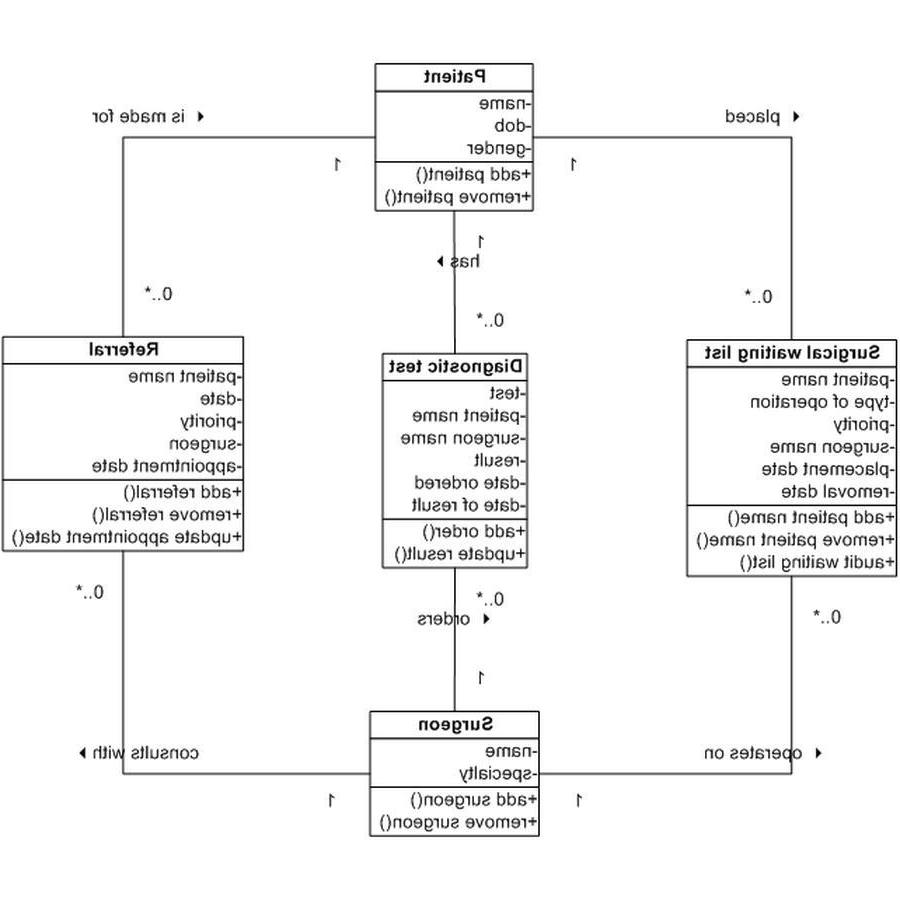 Patient
-name
-dob
-gender
+add patient()
+remove patient()
placed
is made for
1
1
1
has
0..*
0..*
0..*
Surgical waiting list
-patient name
-type of operation
-priority
-surgeon name
-placement date
-removal date
+add patient name()
+remove patient name()
+audit waiting list()
Diagnostic test
-test
-patient name
-surgeon name
-result
-date ordered
-date of result
+add order()
+update result()
Referral
-patient name
-date
-priority
-surgeon
-appointment date
+add referral()
+remove referral()
+update appointment date()
0..*
0..*
0..*
orders
1
operates on
consults with
1
1
Surgeon
-name
-specialty
+add surgeon()
+remove surgeon()